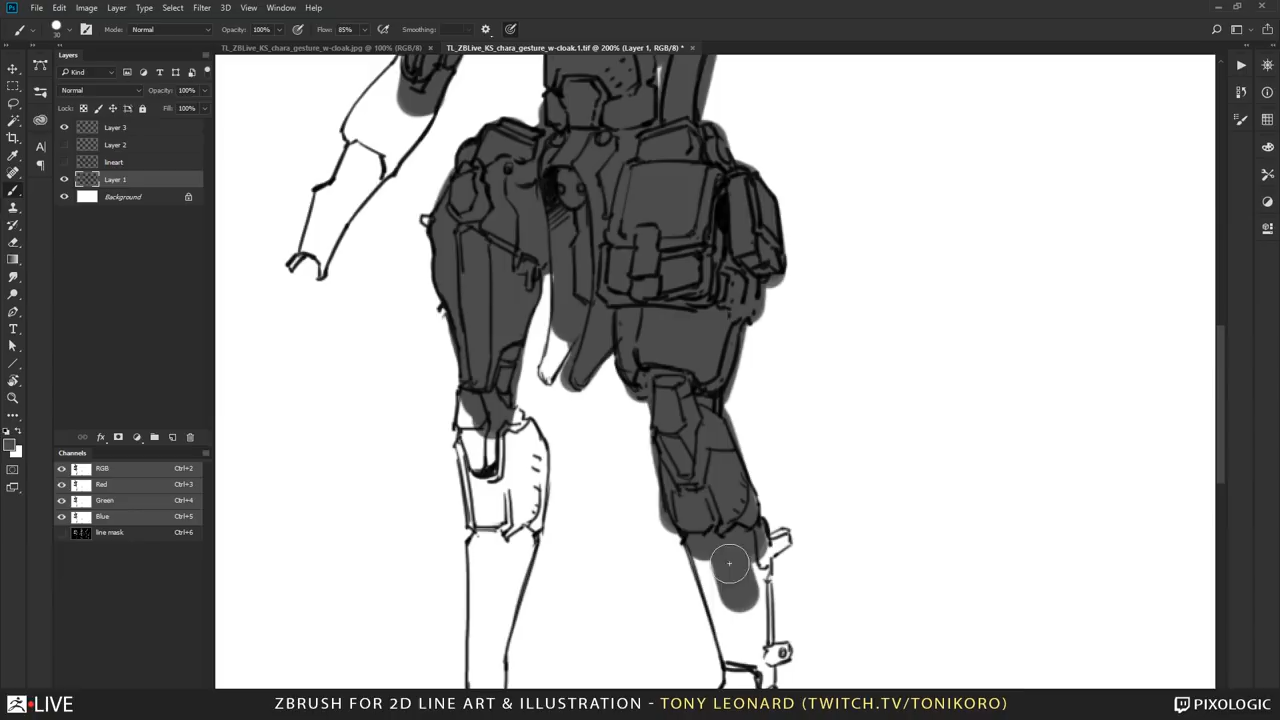 Ps File Edit Image Layer Type Select Filter 3D View Window Help
30 Mode: Normal Opacity: 100% Flow: 85% Smoothing:
TL_ZBLive_KS_chara_gesture_w-cloak.jpg @ 100% (RGB/8) × TL_ZBLive_KS_chara_gesture_w-cloak.1.tif @ 200% (Layer 1, RGB/8) * ×
Layers
Kind
Normal Opacity: 100%
Lock: Fill: 100%
Layer 3
Layer 2
lineart
Layer 1
Background
fx
Channels
RGB Ctrl+2
Red Ctrl+3
Green Ctrl+4
Blue Ctrl+5
line mask Ctrl+6
LIVE ZBRUSH FOR 2D LINE ART & ILLUSTRATION - TONY LEONARD (TWITCH.TV/TONIKORO) PIXOLOGIC